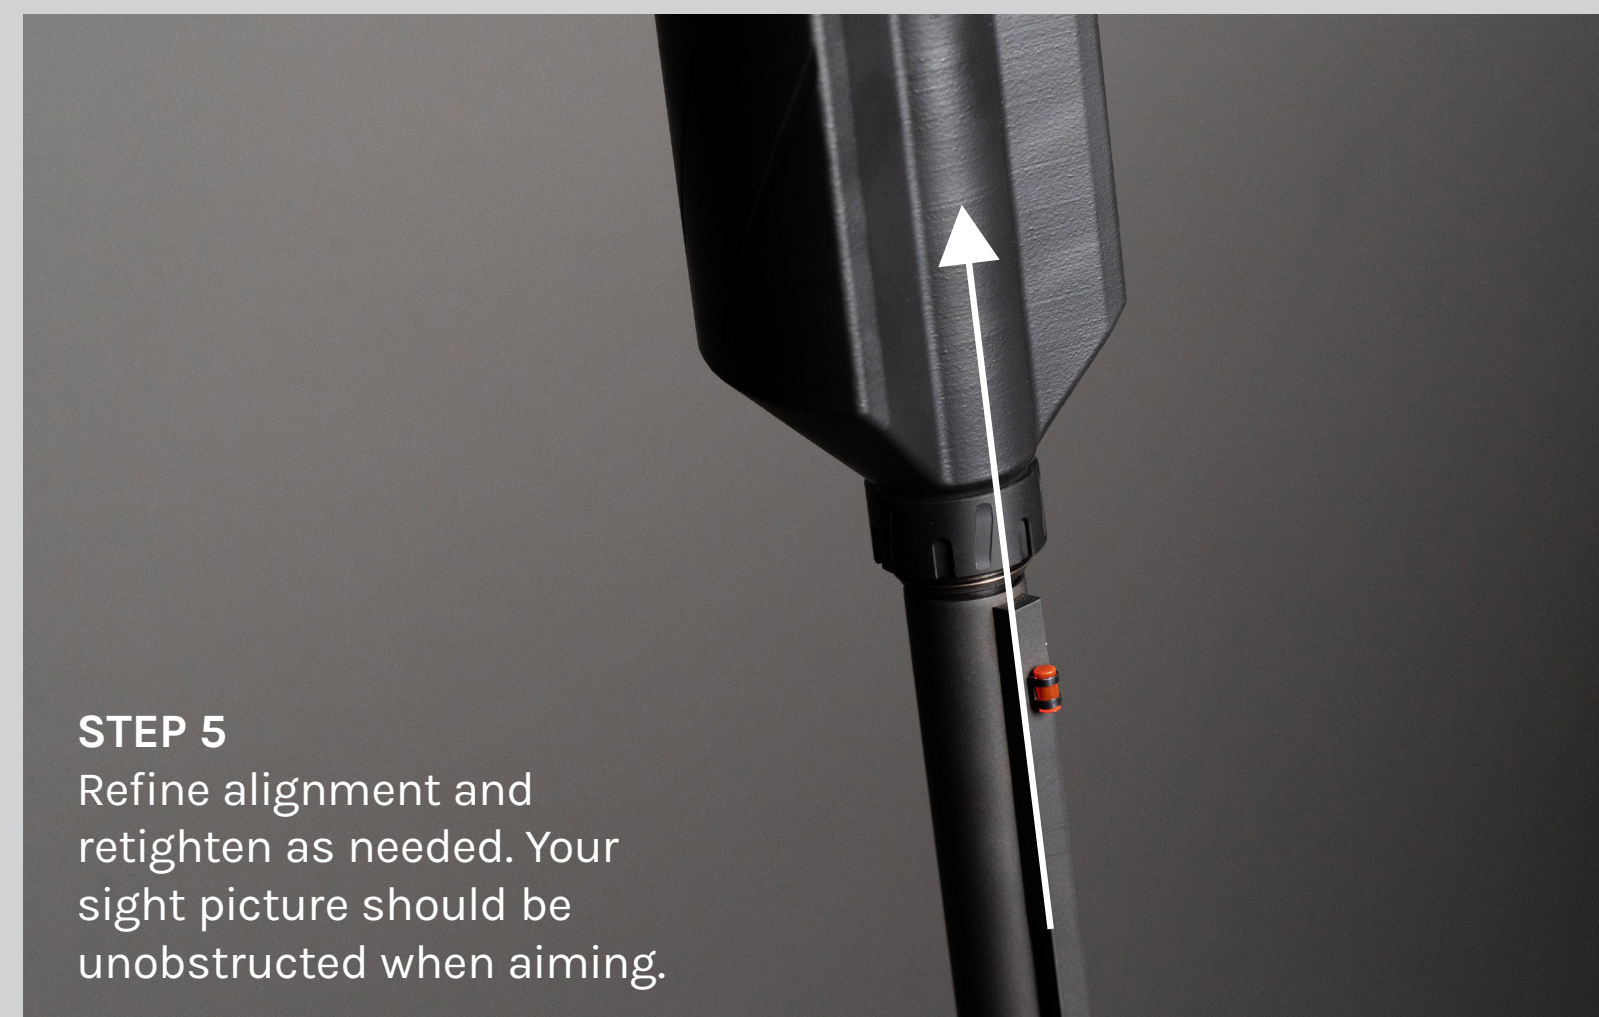 STEP 5
Refine alignment and
retighten as needed. Your
sight picture should be
unobstructed when aiming.